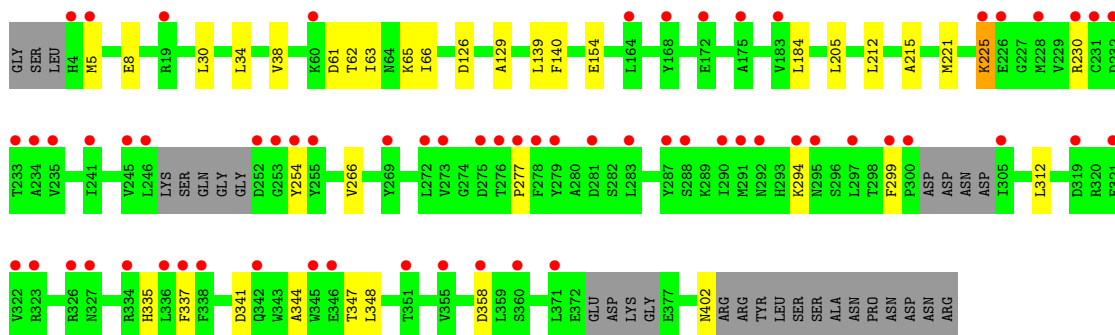 GLY SER LEU H4 M5 E8 R19 L30 L34 V38 K60 D61 T62 I63 N64 K65 I66 D126 A129 L139 F140 E154 L164 Y168 E172 A175 V183 L184 L205 L212 A215 M221 K225 E226 G227 M228 V229 R230 C231 D232
T233 A234 V235 I241 V245 L246 LYS SER GLN GLY GLY D252 G253 Y254 Y255 V266 Y269 L272 V273 G274 D275 T276 P277 F278 Y279 A280 D281 S282 L283 Y287 S288 K289 I290 M291 N292 H293 K294 N295 S296 L297 T298 F299 P300 ASP ASP ASN ASP I305 L312 D319 R320
V322 R323 R326 N327 R334 H335 L336 F337 F338 D341 Q342 W343 A344 W345 E346 T347 L348 T351 V355 D358 L359 S360 L371 E372 GLU ASP LYS GLY E377 N402 ARG ARG TYR LEU SER SER ALA ASN PRO ASN ASP ASN ARG